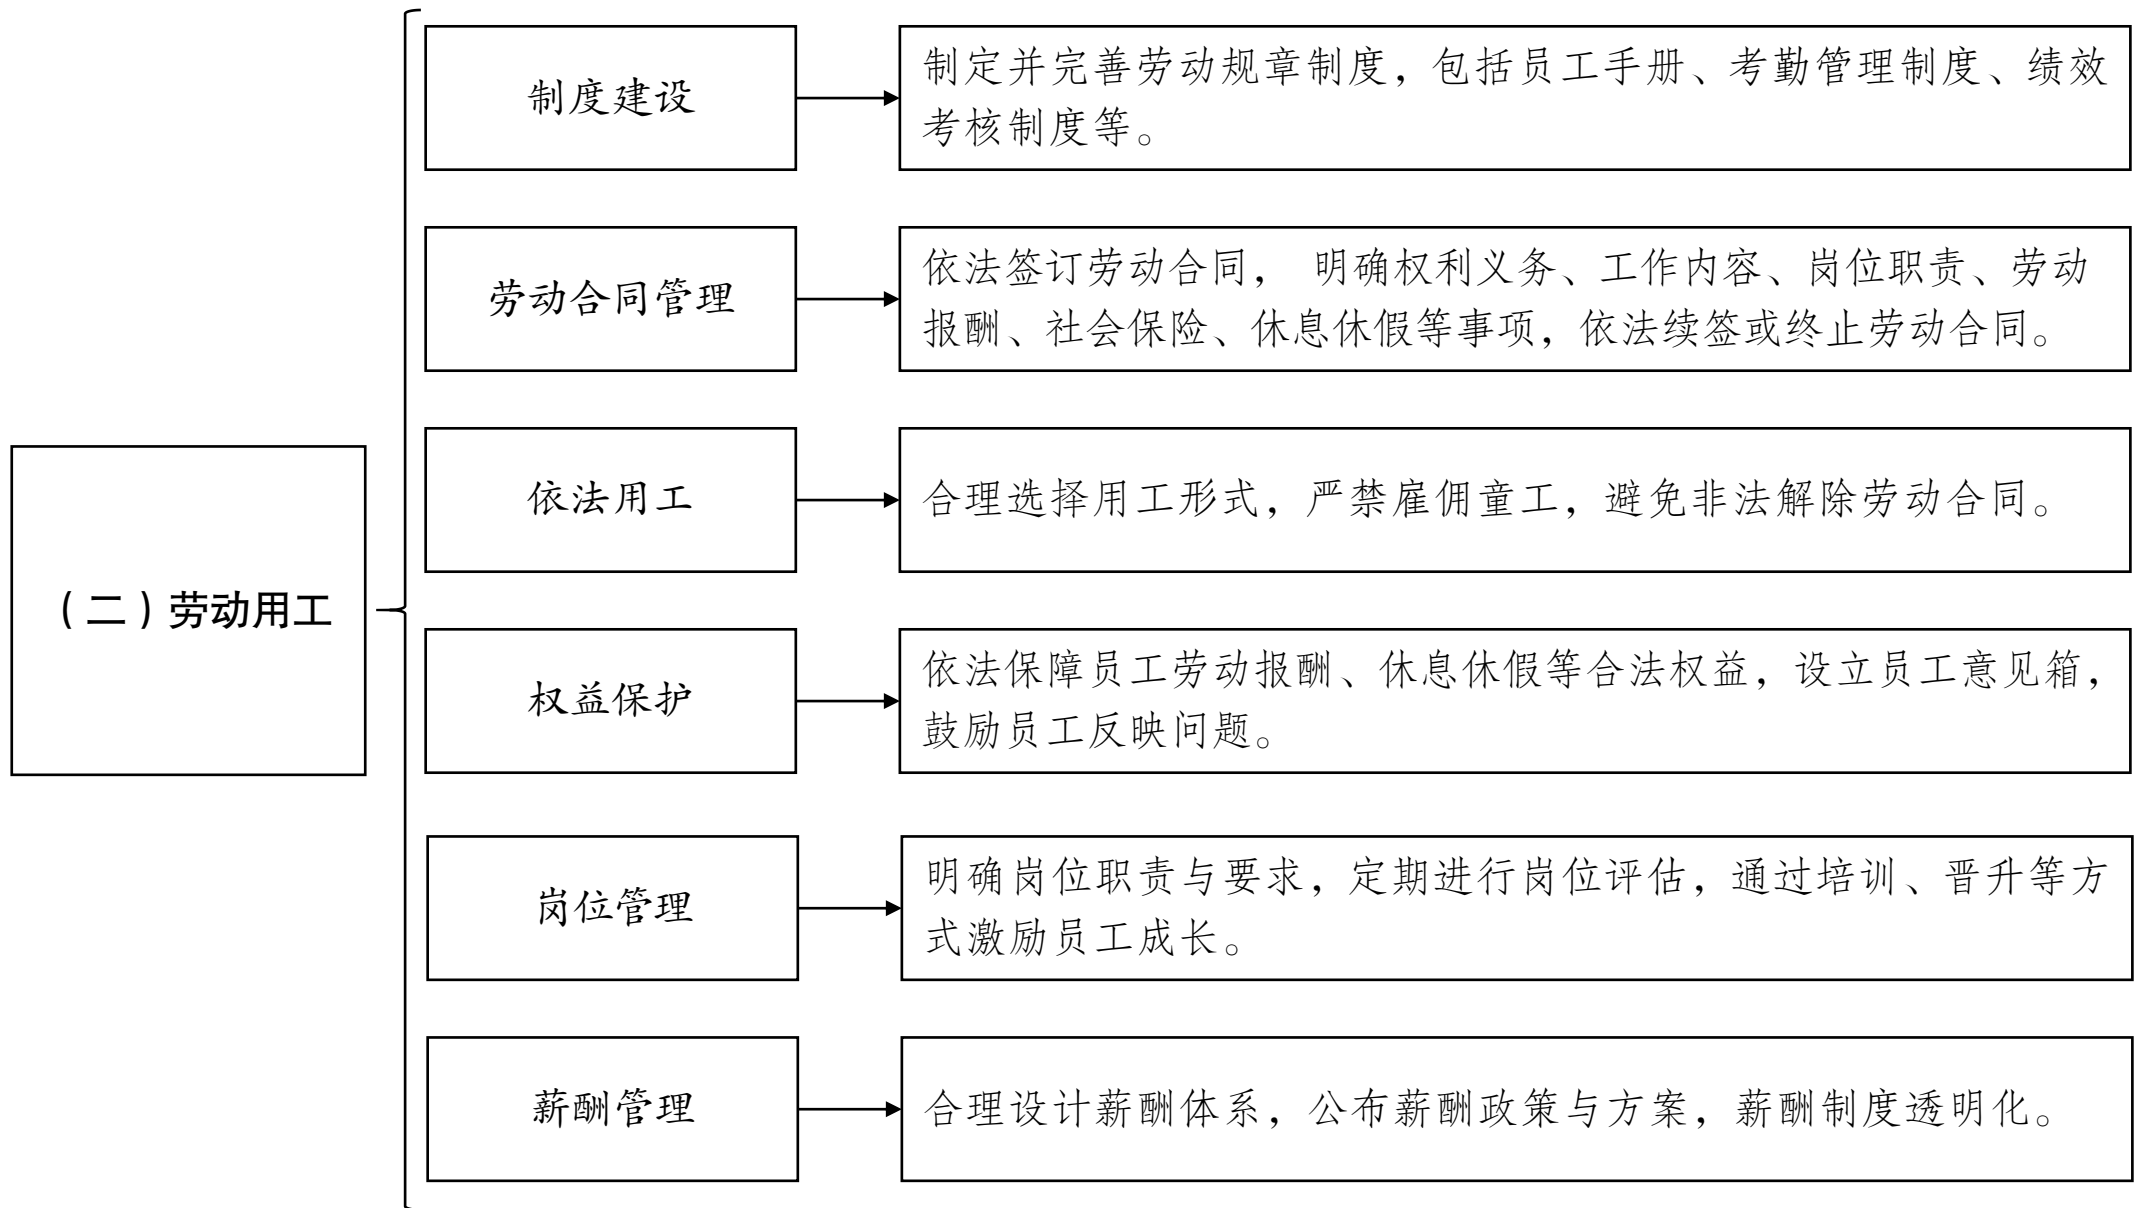 （二）劳动用工
制度建设
制定并完善劳动规章制度，包括员工手册、考勤管理制度、绩效
考核制度等。
劳动合同管理
依法签订劳动合同， 明确权利义务、工作内容、岗位职责、劳动
报酬、社会保险、休息休假等事项，依法续签或终止劳动合同。
依法用工
合理选择用工形式，严禁雇佣童工，避免非法解除劳动合同。
权益保护
依法保障员工劳动报酬、休息休假等合法权益，设立员工意见箱，
鼓励员工反映问题。
岗位管理
明确岗位职责与要求，定期进行岗位评估，通过培训、晋升等方
式激励员工成长。
薪酬管理
合理设计薪酬体系，公布薪酬政策与方案，薪酬制度透明化。